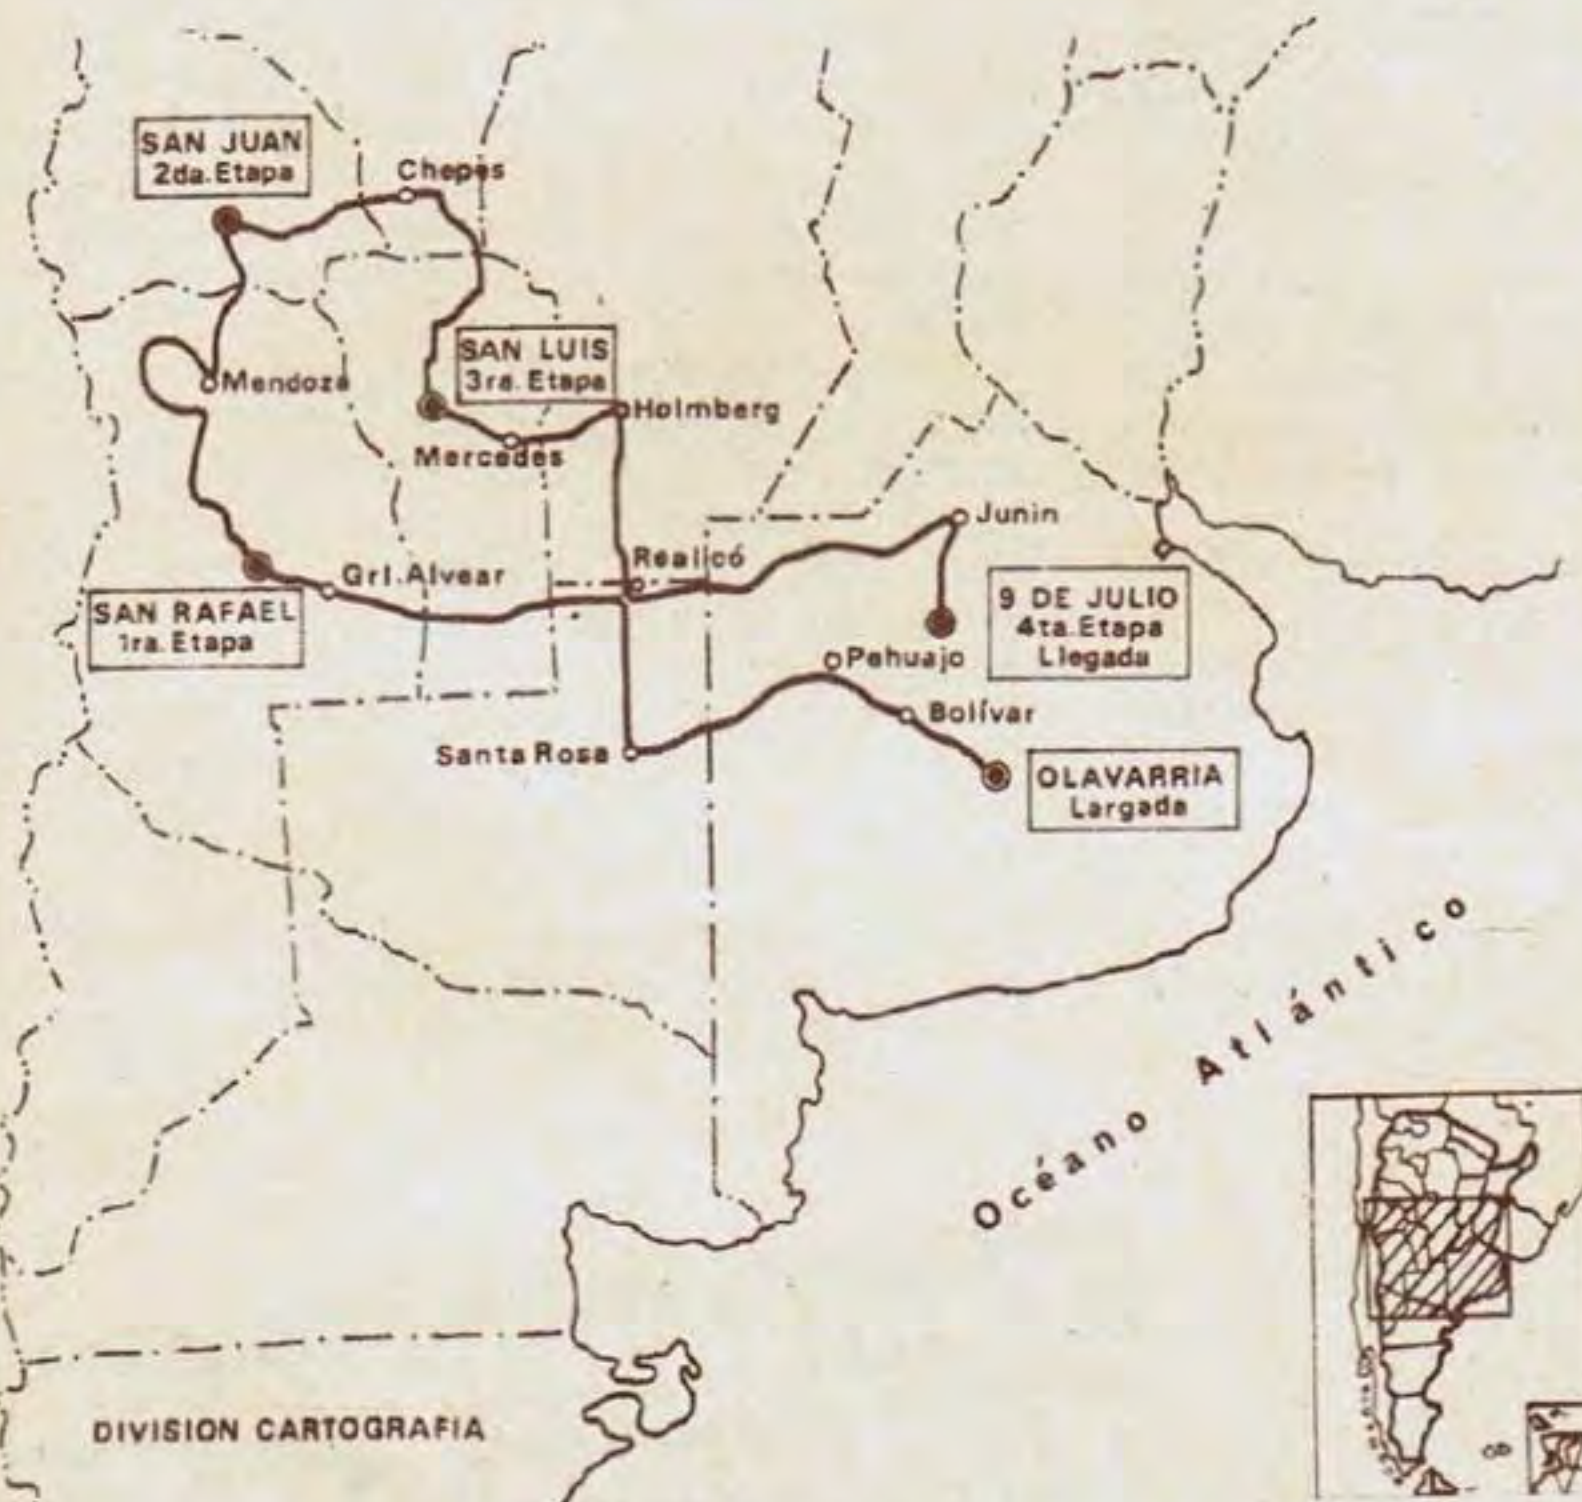 SAN JUAN
2da. Etapa
Chepes
SAN LUIS
3ra. Etapa
Mendoza
Holmberg
Mercedes
Junin
Realicó
Grl. Alvear
SAN RAFAEL
1ra. Etapa
9 DE JULIO
4ta. Etapa
Llegada
Pehuajo
Bolívar
Santa Rosa
OLAVARRIA
Largada
Océano Atlántico
DIVISION CARTOGRAFIA